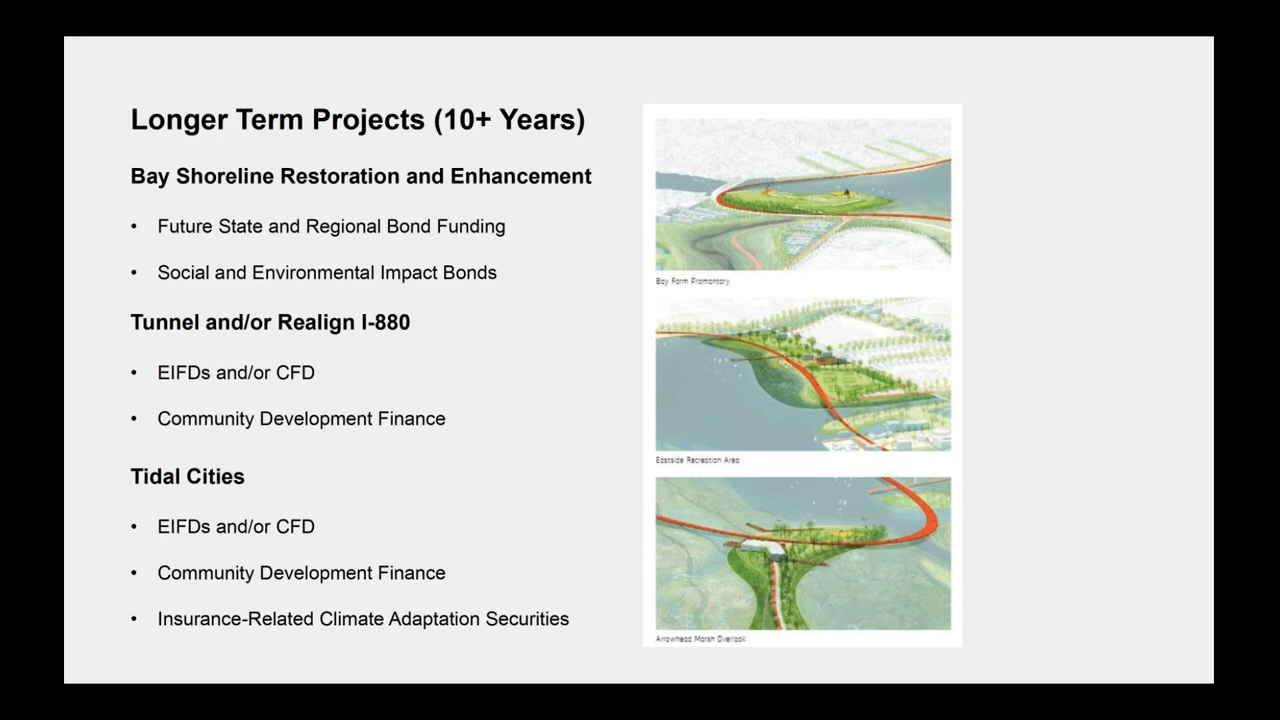 Longer Term Projects (10+ Years)
Bay Shoreline Restoration and Enhancement
• Future State and Regional Bond Funding
• Social and Environmental Impact Bonds
Tunnel and/or Realign I-880
• EIFDs and/or CFD
• Community Development Finance
Tidal Cities
• EIFDs and/or CFD
• Community Development Finance
• Insurance-Related Climate Adaptation Securities
Bay Farm Promontory
Eastside Recreation Area
Arrowhead Marsh Overlook